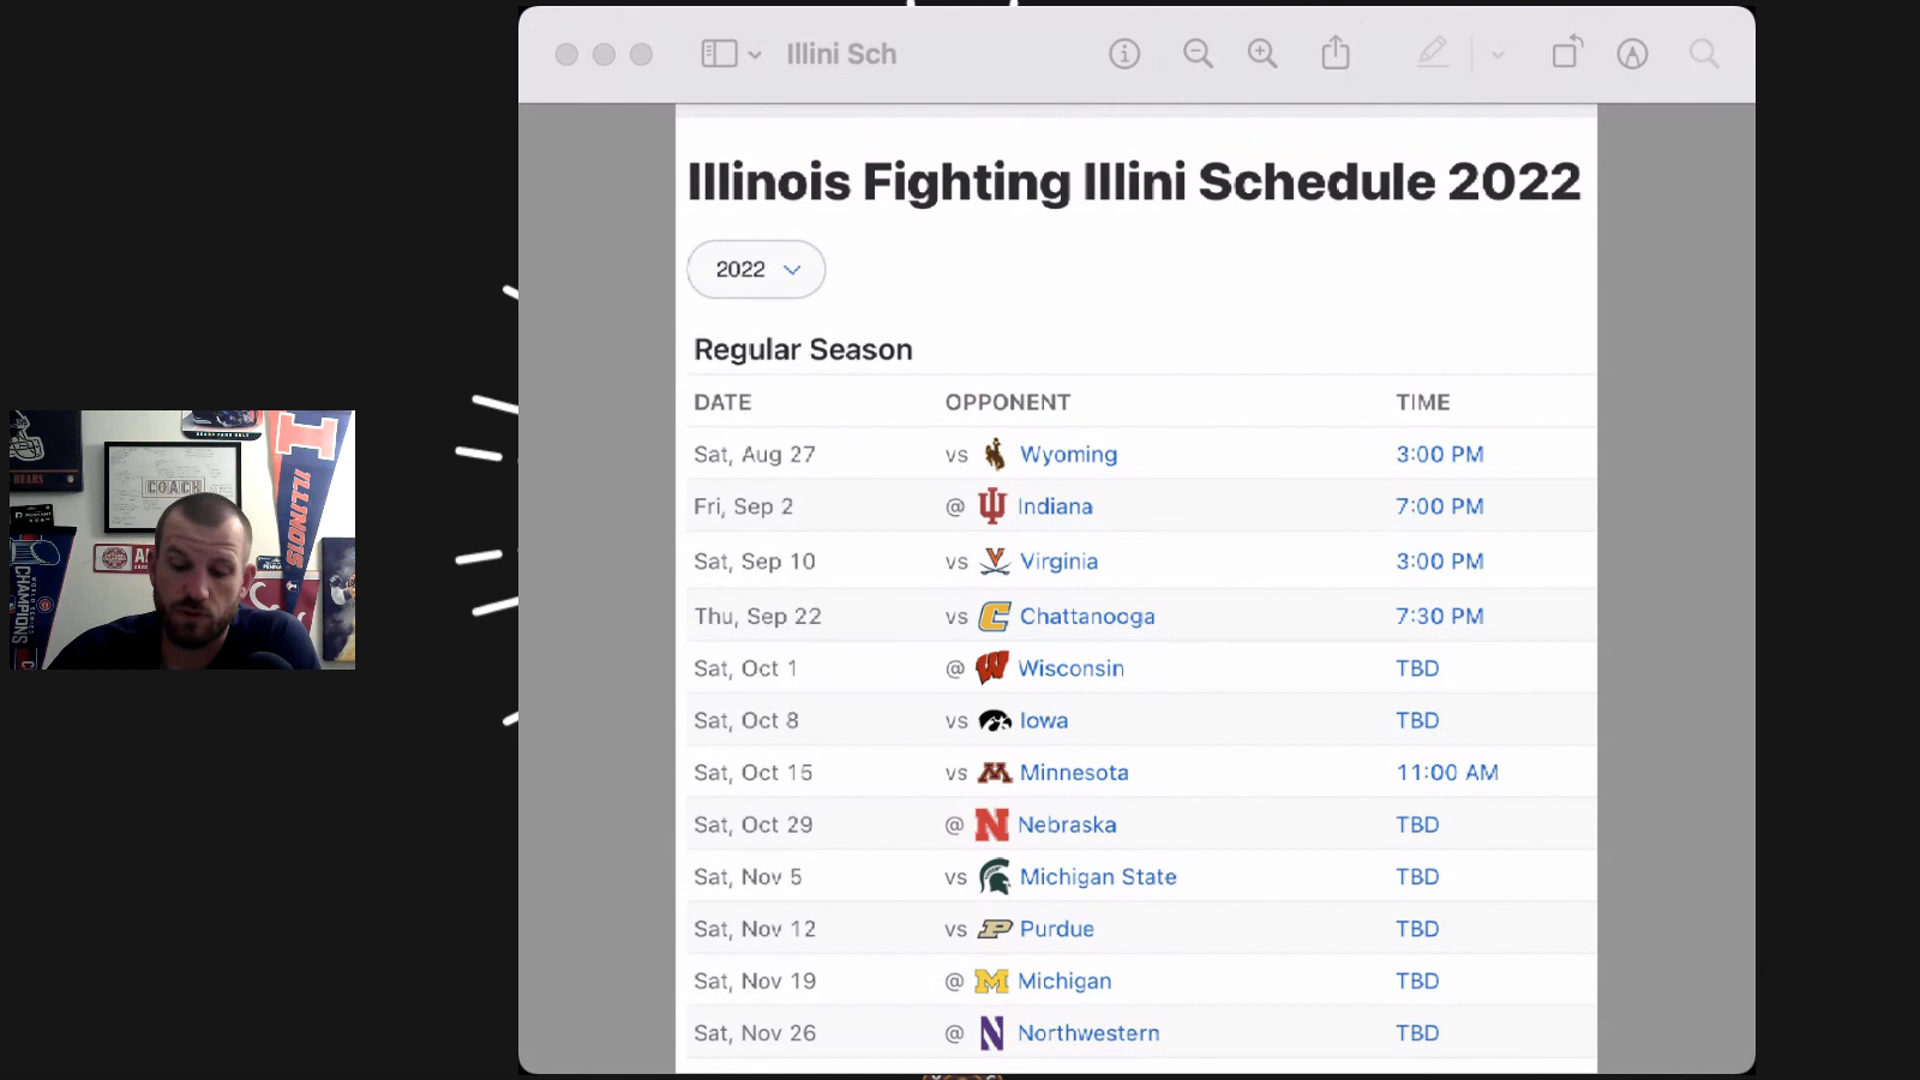 Illini Sch
Illinois Fighting Illini Schedule 2022
2022
Regular Season
DATE OPPONENT TIME
Sat, Aug 27 vs Wyoming 3:00 PM
Fri, Sep 2 @ Indiana 7:00 PM
Sat, Sep 10 vs Virginia 3:00 PM
Thu, Sep 22 vs Chattanooga 7:30 PM
Sat, Oct 1 @ Wisconsin TBD
Sat, Oct 8 vs Iowa TBD
Sat, Oct 15 vs Minnesota 11:00 AM
Sat, Oct 29 @ Nebraska TBD
Sat, Nov 5 vs Michigan State TBD
Sat, Nov 12 vs Purdue TBD
Sat, Nov 19 @ Michigan TBD
Sat, Nov 26 @ Northwestern TBD
BEARS
COACH
ILLINOIS
WORLD SERIES
CHAMPIONS